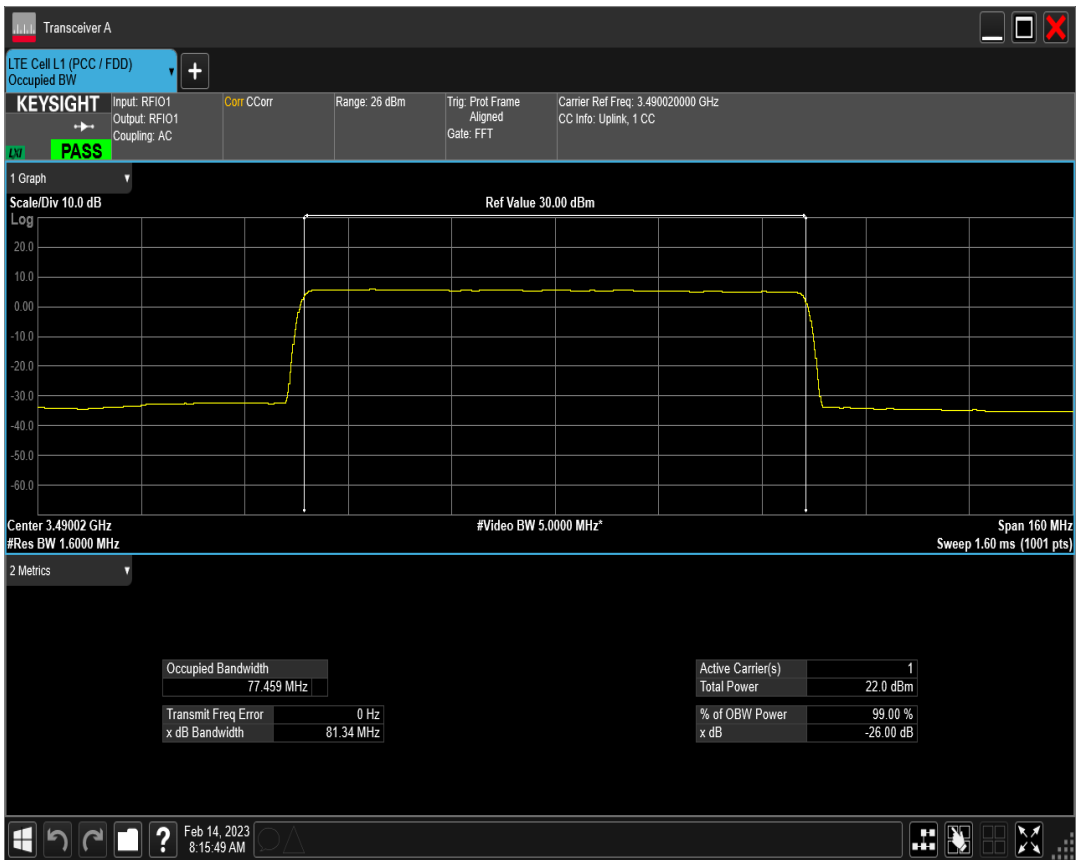 Transceiver A
LTE Cell L1 (PCC / FDD)
Occupied BW
KEYSIGHT
LXI
PASS
Input: RFIO1
Output: RFIO1
Coupling: AC
Corr CCorr
Range: 26 dBm
Trig: Prot Frame
Aligned
Gate: FFT
Carrier Ref Freq: 3.490020000 GHz
CC Info: Uplink, 1 CC
1 Graph
Scale/Div 10.0 dB
Ref Value 30.00 dBm
Log
20.0
10.0
0.00
-10.0
-20.0
-30.0
-40.0
-50.0
-60.0
Center 3.49002 GHz
#Video BW 5.0000 MHz*
Span 160 MHz
#Res BW 1.6000 MHz
Sweep 1.60 ms (1001 pts)
2 Metrics
Occupied Bandwidth
77.459 MHz
Transmit Freq Error 0 Hz
x dB Bandwidth 81.34 MHz
Active Carrier(s) 1
Total Power 22.0 dBm
% of OBW Power 99.00 %
x dB -26.00 dB
?
Feb 14, 2023
8:15:49 AM